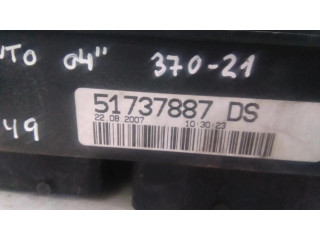 TO 04" 370-21
51737887 DS
22.08.2007 10:30:23
49